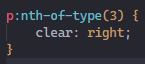 p:nth-of-type(3) {
    clear: right;
}